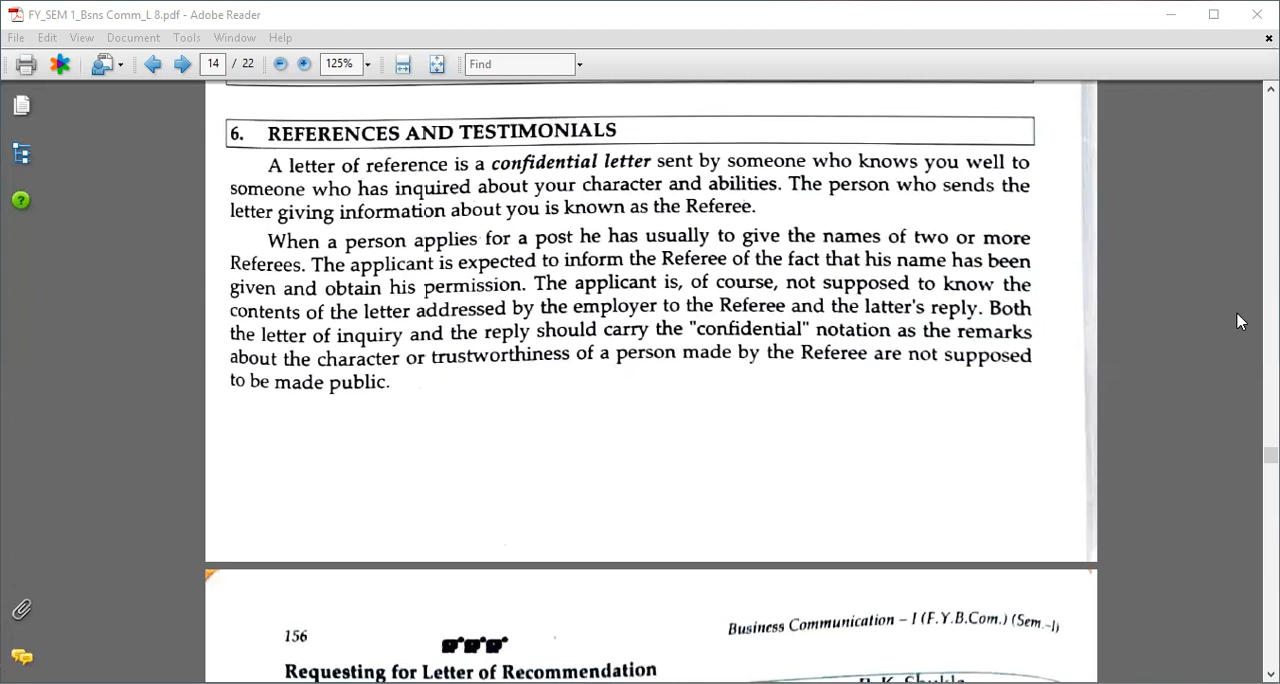 FY_SEM 1_Bsns Comm_L 8.pdf - Adobe Reader
File Edit View Document Tools Window Help
14 / 22 125% Find
6. REFERENCES AND TESTIMONIALS
A letter of reference is a confidential letter sent by someone who knows you well to
someone who has inquired about your character and abilities. The person who sends the
letter giving information about you is known as the Referee.
When a person applies for a post he has usually to give the names of two or more
Referees. The applicant is expected to inform the Referee of the fact that his name has been
given and obtain his permission. The applicant is, of course, not supposed to know the
contents of the letter addressed by the employer to the Referee and the latter's reply. Both
the letter of inquiry and the reply should carry the "confidential" notation as the remarks
about the character or trustworthiness of a person made by the Referee are not supposed
to be made public.
156
Business Communication – I (F.Y.B.Com.) (Sem.-I)
Requesting for Letter of Recommendation